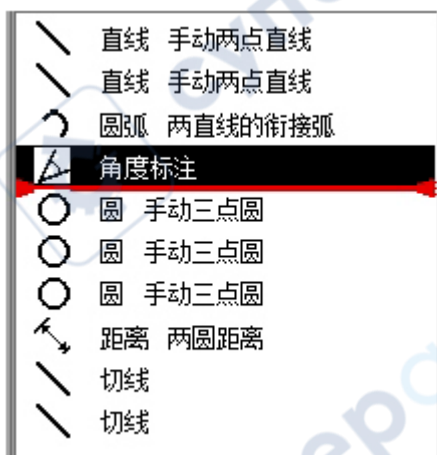 直线 手动两点直线
直线 手动两点直线
圆弧 两直线的衔接弧
角度标注
圆 手动三点圆
圆 手动三点圆
圆 手动三点圆
距离 两圆距离
切线
切线